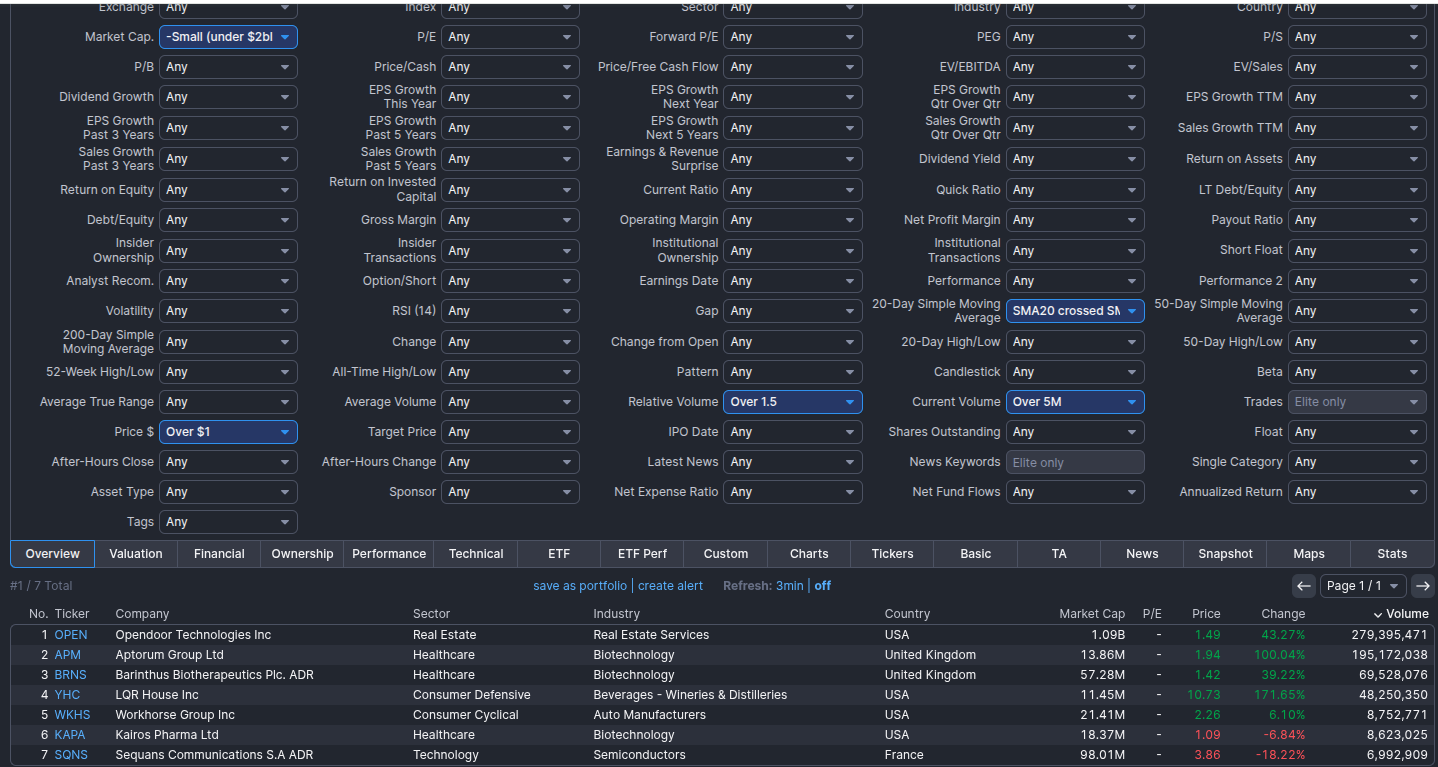 Exchange Any Index Any Sector Any Industry Any Country Any
Market Cap. -Small (under $2bl P/E Any Forward P/E Any PEG Any P/S Any
P/B Any Price/Cash Any Price/Free Cash Flow Any EV/EBITDA Any EV/Sales Any
Dividend Growth Any EPS Growth This Year Any EPS Growth Next Year Any EPS Growth Qtr Over Qtr Any EPS Growth TTM Any
EPS Growth Past 3 Years Any EPS Growth Past 5 Years Any EPS Growth Next 5 Years Any Sales Growth Qtr Over Qtr Any Sales Growth TTM Any
Sales Growth Past 3 Years Any Sales Growth Past 5 Years Any Earnings & Revenue Surprise Any Dividend Yield Any Return on Assets Any
Return on Equity Any Return on Invested Capital Any Current Ratio Any Quick Ratio Any LT Debt/Equity Any
Debt/Equity Any Gross Margin Any Operating Margin Any Net Profit Margin Any Payout Ratio Any
Insider Ownership Any Insider Transactions Any Institutional Ownership Any Institutional Transactions Any Short Float Any
Analyst Recom. Any Option/Short Any Earnings Date Any Performance Any Performance 2 Any
Volatility Any RSI (14) Any Gap Any 20-Day Simple Moving Average SMA20 crossed SM 50-Day Simple Moving Average Any
200-Day Simple Moving Average Any Change Any Change from Open Any 20-Day High/Low Any 50-Day High/Low Any
52-Week High/Low Any All-Time High/Low Any Pattern Any Candlestick Any Beta Any
Average True Range Any Average Volume Any Relative Volume Over 1.5 Current Volume Over 5M Trades Elite only
Price $ Over $1 Target Price Any IPO Date Any Shares Outstanding Any Float Any
After-Hours Close Any After-Hours Change Any Latest News Any News Keywords Elite only Single Category Any
Asset Type Any Sponsor Any Net Expense Ratio Any Net Fund Flows Any Annualized Return Any
Tags Any
Overview Valuation Financial Ownership Performance Technical ETF ETF Perf Custom Charts Tickers Basic TA News Snapshot Maps Stats
#1 / 7 Total save as portfolio | create alert Refresh: 3min | off Page 1 / 1
No. Ticker Company Sector Industry Country Market Cap P/E Price Change Volume
1 OPEN Opendoor Technologies Inc Real Estate Real Estate Services USA 1.09B - 1.49 43.27% 279,395,471
2 APM Aptorum Group Ltd Healthcare Biotechnology United Kingdom 13.86M - 1.94 100.04% 195,172,038
3 BRNS Barinthus Biotherapeutics Plc. ADR Healthcare Biotechnology United Kingdom 57.28M - 1.42 39.22% 69,528,076
4 YHC LQR House Inc Consumer Defensive Beverages - Wineries & Distilleries USA 11.45M - 10.73 171.65% 48,250,350
5 WKHS Workhorse Group Inc Consumer Cyclical Auto Manufacturers USA 21.41M - 2.26 6.10% 8,752,771
6 KAPA Kairos Pharma Ltd Healthcare Biotechnology USA 18.37M - 1.09 -6.84% 8,623,025
7 SQNS Sequans Communications S.A ADR Technology Semiconductors France 98.01M - 3.86 -18.22% 6,992,909